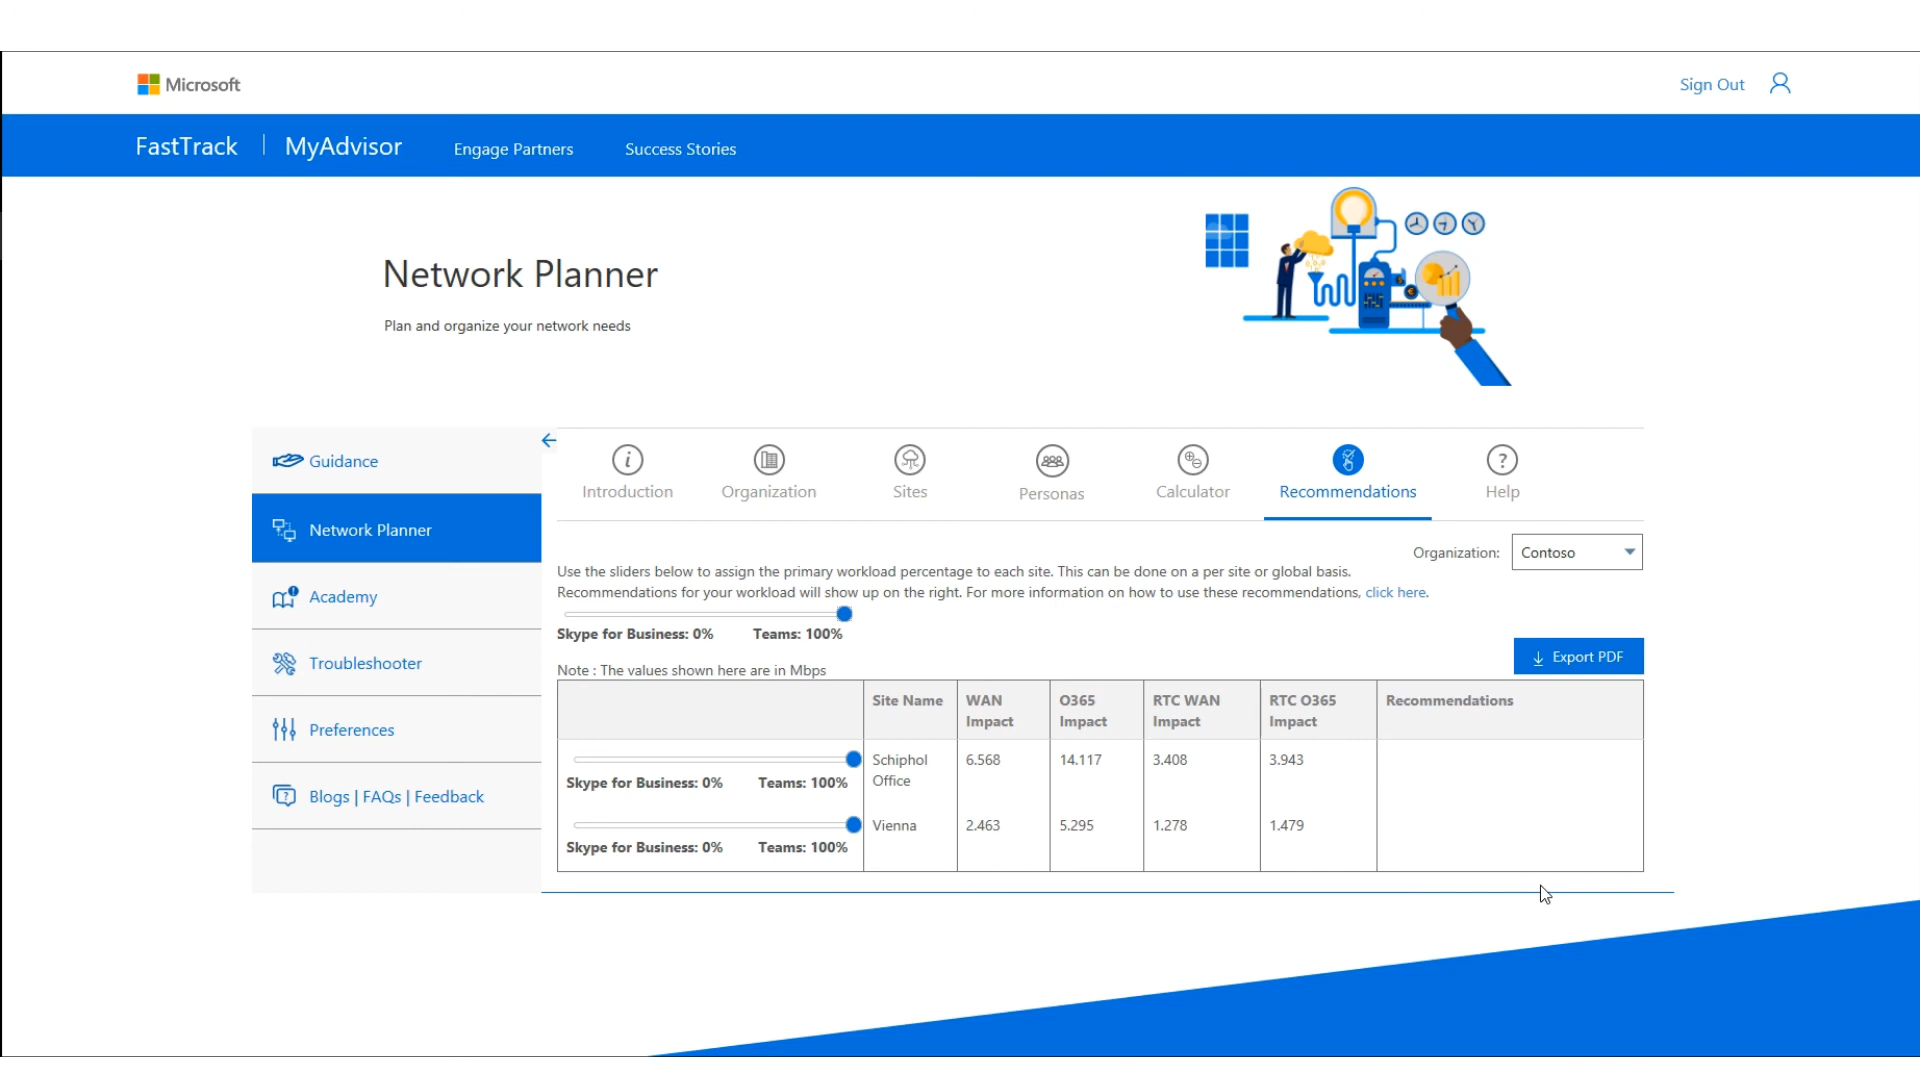 Microsoft
Sign Out
FastTrack | MyAdvisor Engage Partners Success Stories
Network Planner
Plan and organize your network needs
Guidance
Network Planner
Academy
Troubleshooter
Preferences
Blogs | FAQs | Feedback
Introduction Organization Sites Personas Calculator Recommendations Help
Organization: Contoso
Use the sliders below to assign the primary workload percentage to each site. This can be done on a per site or global basis.
Recommendations for your workload will show up on the right. For more information on how to use these recommendations, click here.
Skype for Business: 0% Teams: 100%
Export PDF
Note : The values shown here are in Mbps
Site Name WAN Impact O365 Impact RTC WAN Impact RTC O365 Impact Recommendations
Skype for Business: 0% Teams: 100% Schiphol Office 6.568 14.117 3.408 3.943
Skype for Business: 0% Teams: 100% Vienna 2.463 5.295 1.278 1.479